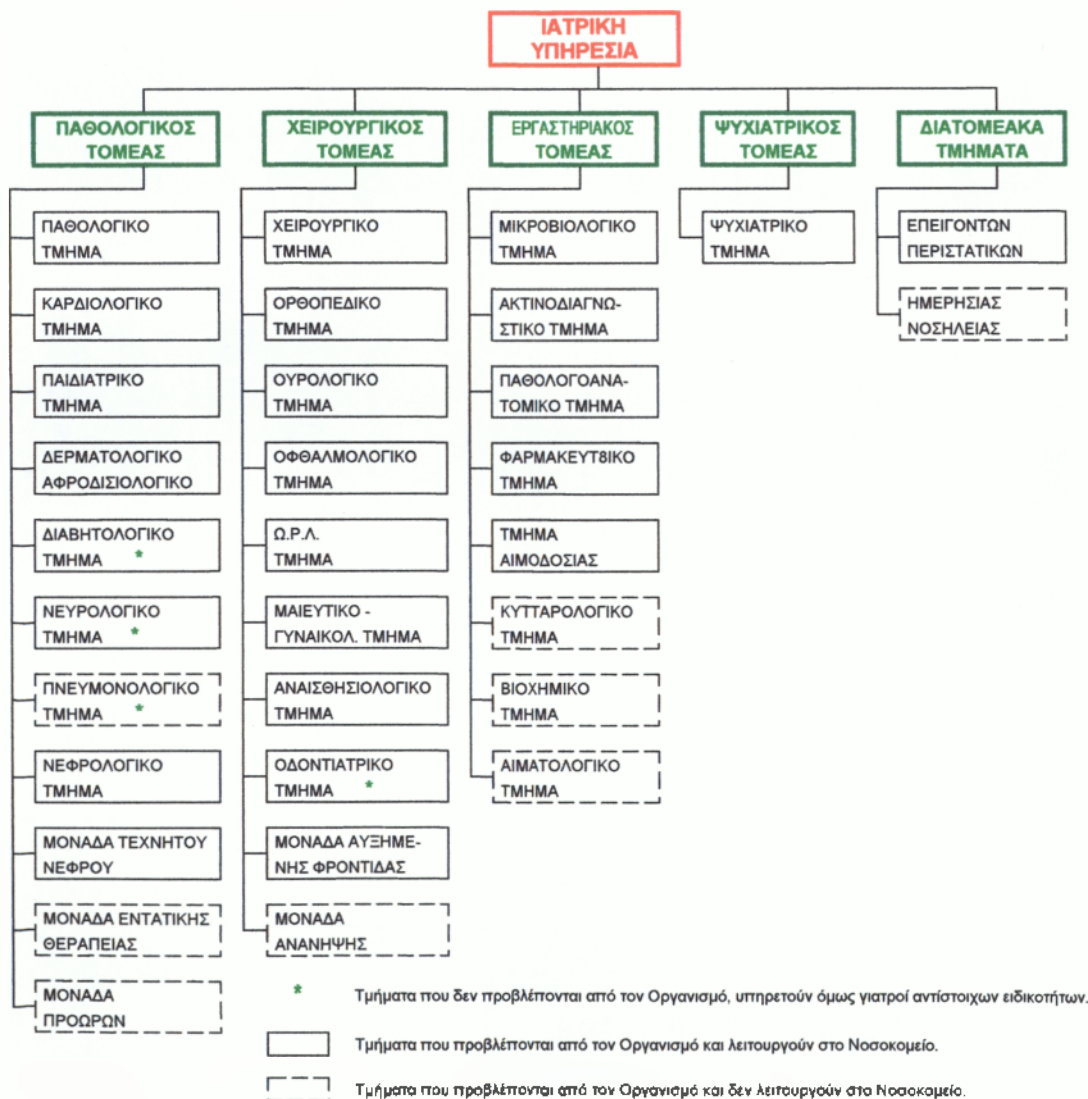 ΙΑΤΡΙΚΗ
ΥΠΗΡΕΣΙΑ
ΠΑΘΟΛΟΓΙΚΟΣ
ΤΟΜΕΑΣ
ΠΑΘΟΛΟΓΙΚΟ
ΤΜΗΜΑ
ΚΑΡΔΙΟΛΟΓΙΚΟ
ΤΜΗΜΑ
ΠΑΙΔΙΑΤΡΙΚΟ
ΤΜΗΜΑ
ΔΕΡΜΑΤΟΛΟΓΙΚΟ
ΑΦΡΟΔΙΣΙΟΛΟΓΙΚΟ
ΔΙΑΒΗΤΟΛΟΓΙΚΟ
ΤΜΗΜΑ *
ΝΕΥΡΟΛΟΓΙΚΟ
ΤΜΗΜΑ *
ΠΝΕΥΜΟΝΟΛΟΓΙΚΟ
ΤΜΗΜΑ *
ΝΕΦΡΟΛΟΓΙΚΟ
ΤΜΗΜΑ
ΜΟΝΑΔΑ ΤΕΧΝΗΤΟΥ
ΝΕΦΡΟΥ
ΜΟΝΑΔΑ ΕΝΤΑΤΙΚΗΣ
ΘΕΡΑΠΕΙΑΣ
ΜΟΝΑΔΑ
ΠΡΟΩΡΩΝ
ΧΕΙΡΟΥΡΓΙΚΟΣ
ΤΟΜΕΑΣ
ΧΕΙΡΟΥΡΓΙΚΟ
ΤΜΗΜΑ
ΟΡΘΟΠΕΔΙΚΟ
ΤΜΗΜΑ
ΟΥΡΟΛΟΓΙΚΟ
ΤΜΗΜΑ
ΟΦΘΑΛΜΟΛΟΓΙΚΟ
ΤΜΗΜΑ
Ω.Ρ.Λ.
ΤΜΗΜΑ
ΜΑΙΕΥΤΙΚΟ -
ΓΥΝΑΙΚΟΛ. ΤΜΗΜΑ
ΑΝΑΙΣΘΗΣΙΟΛΟΓΙΚΟ
ΤΜΗΜΑ
ΟΔΟΝΤΙΑΤΡΙΚΟ
ΤΜΗΜΑ *
ΜΟΝΑΔΑ ΑΥΞΗΜΕ-
ΝΗΣ ΦΡΟΝΤΙΔΑΣ
ΜΟΝΑΔΑ
ΑΝΑΝΗΨΗΣ
ΕΡΓΑΣΤΗΡΙΑΚΟΣ
ΤΟΜΕΑΣ
ΜΙΚΡΟΒΙΟΛΟΓΙΚΟ
ΤΜΗΜΑ
ΑΚΤΙΝΟΔΙΑΓΝΩ-
ΣΤΙΚΟ ΤΜΗΜΑ
ΠΑΘΟΛΟΓΟΑΝΑ-
ΤΟΜΙΚΟ ΤΜΗΜΑ
ΦΑΡΜΑΚΕΥΤ8ΙΚΟ
ΤΜΗΜΑ
ΤΜΗΜΑ
ΑΙΜΟΔΟΣΙΑΣ
ΚΥΤΤΑΡΟΛΟΓΙΚΟ
ΤΜΗΜΑ
ΒΙΟΧΗΜΙΚΟ
ΤΜΗΜΑ
ΑΙΜΑΤΟΛΟΓΙΚΟ
ΤΜΗΜΑ
ΨΥΧΙΑΤΡΙΚΟΣ
ΤΟΜΕΑΣ
ΨΥΧΙΑΤΡΙΚΟ
ΤΜΗΜΑ
ΔΙΑΤΟΜΕΑΚΑ
ΤΜΗΜΑΤΑ
ΕΠΕΙΓΟΝΤΩΝ
ΠΕΡΙΣΤΑΤΙΚΩΝ
ΗΜΕΡΗΣΙΑΣ
ΝΟΣΗΛΕΙΑΣ
* Τμήματα που δεν προβλέπονται από τον Οργανισμό, υπηρετούν όμως γιατροί αντίστοιχων ειδικοτήτων.
Τμήματα που προβλέπονται από τον Οργανισμό και λειτουργούν στο Νοσοκομείο.
Τμήματα που προβλέπονται από τον Οργανισμό και δεν λειτουργούν στο Νοσοκομείο.